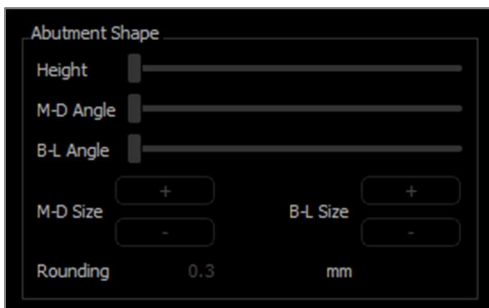 Abutment Shape
Height
M-D Angle
B-L Angle
M-D Size + - B-L Size + -
Rounding 0.3 mm